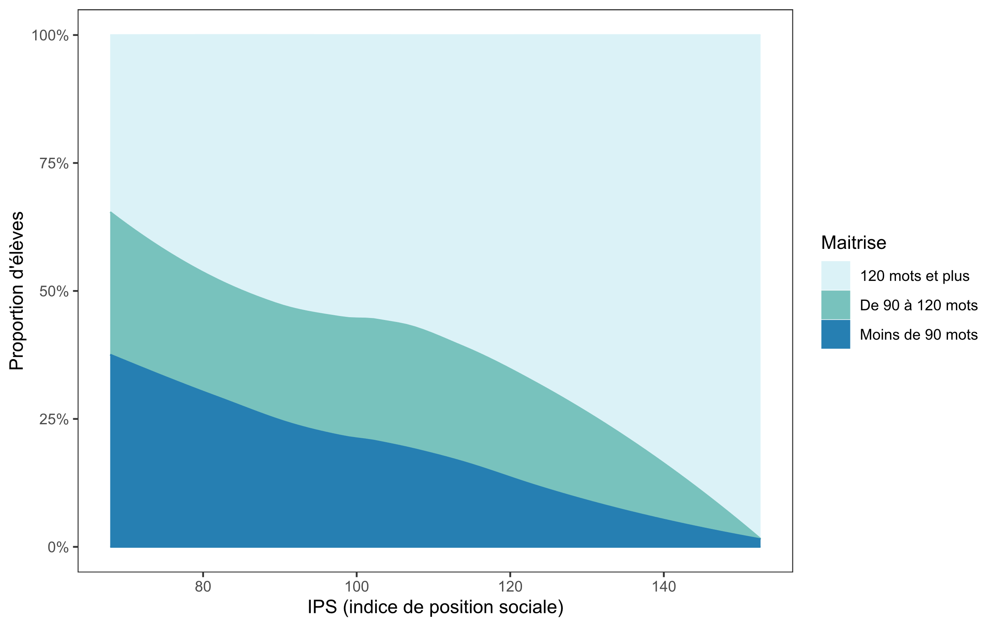 100%
75%
50%
25%
0%
Proportion d'élèves
80
100
120
140
IPS (indice de position sociale)
Maitrise
120 mots et plus
De 90 à 120 mots
Moins de 90 mots